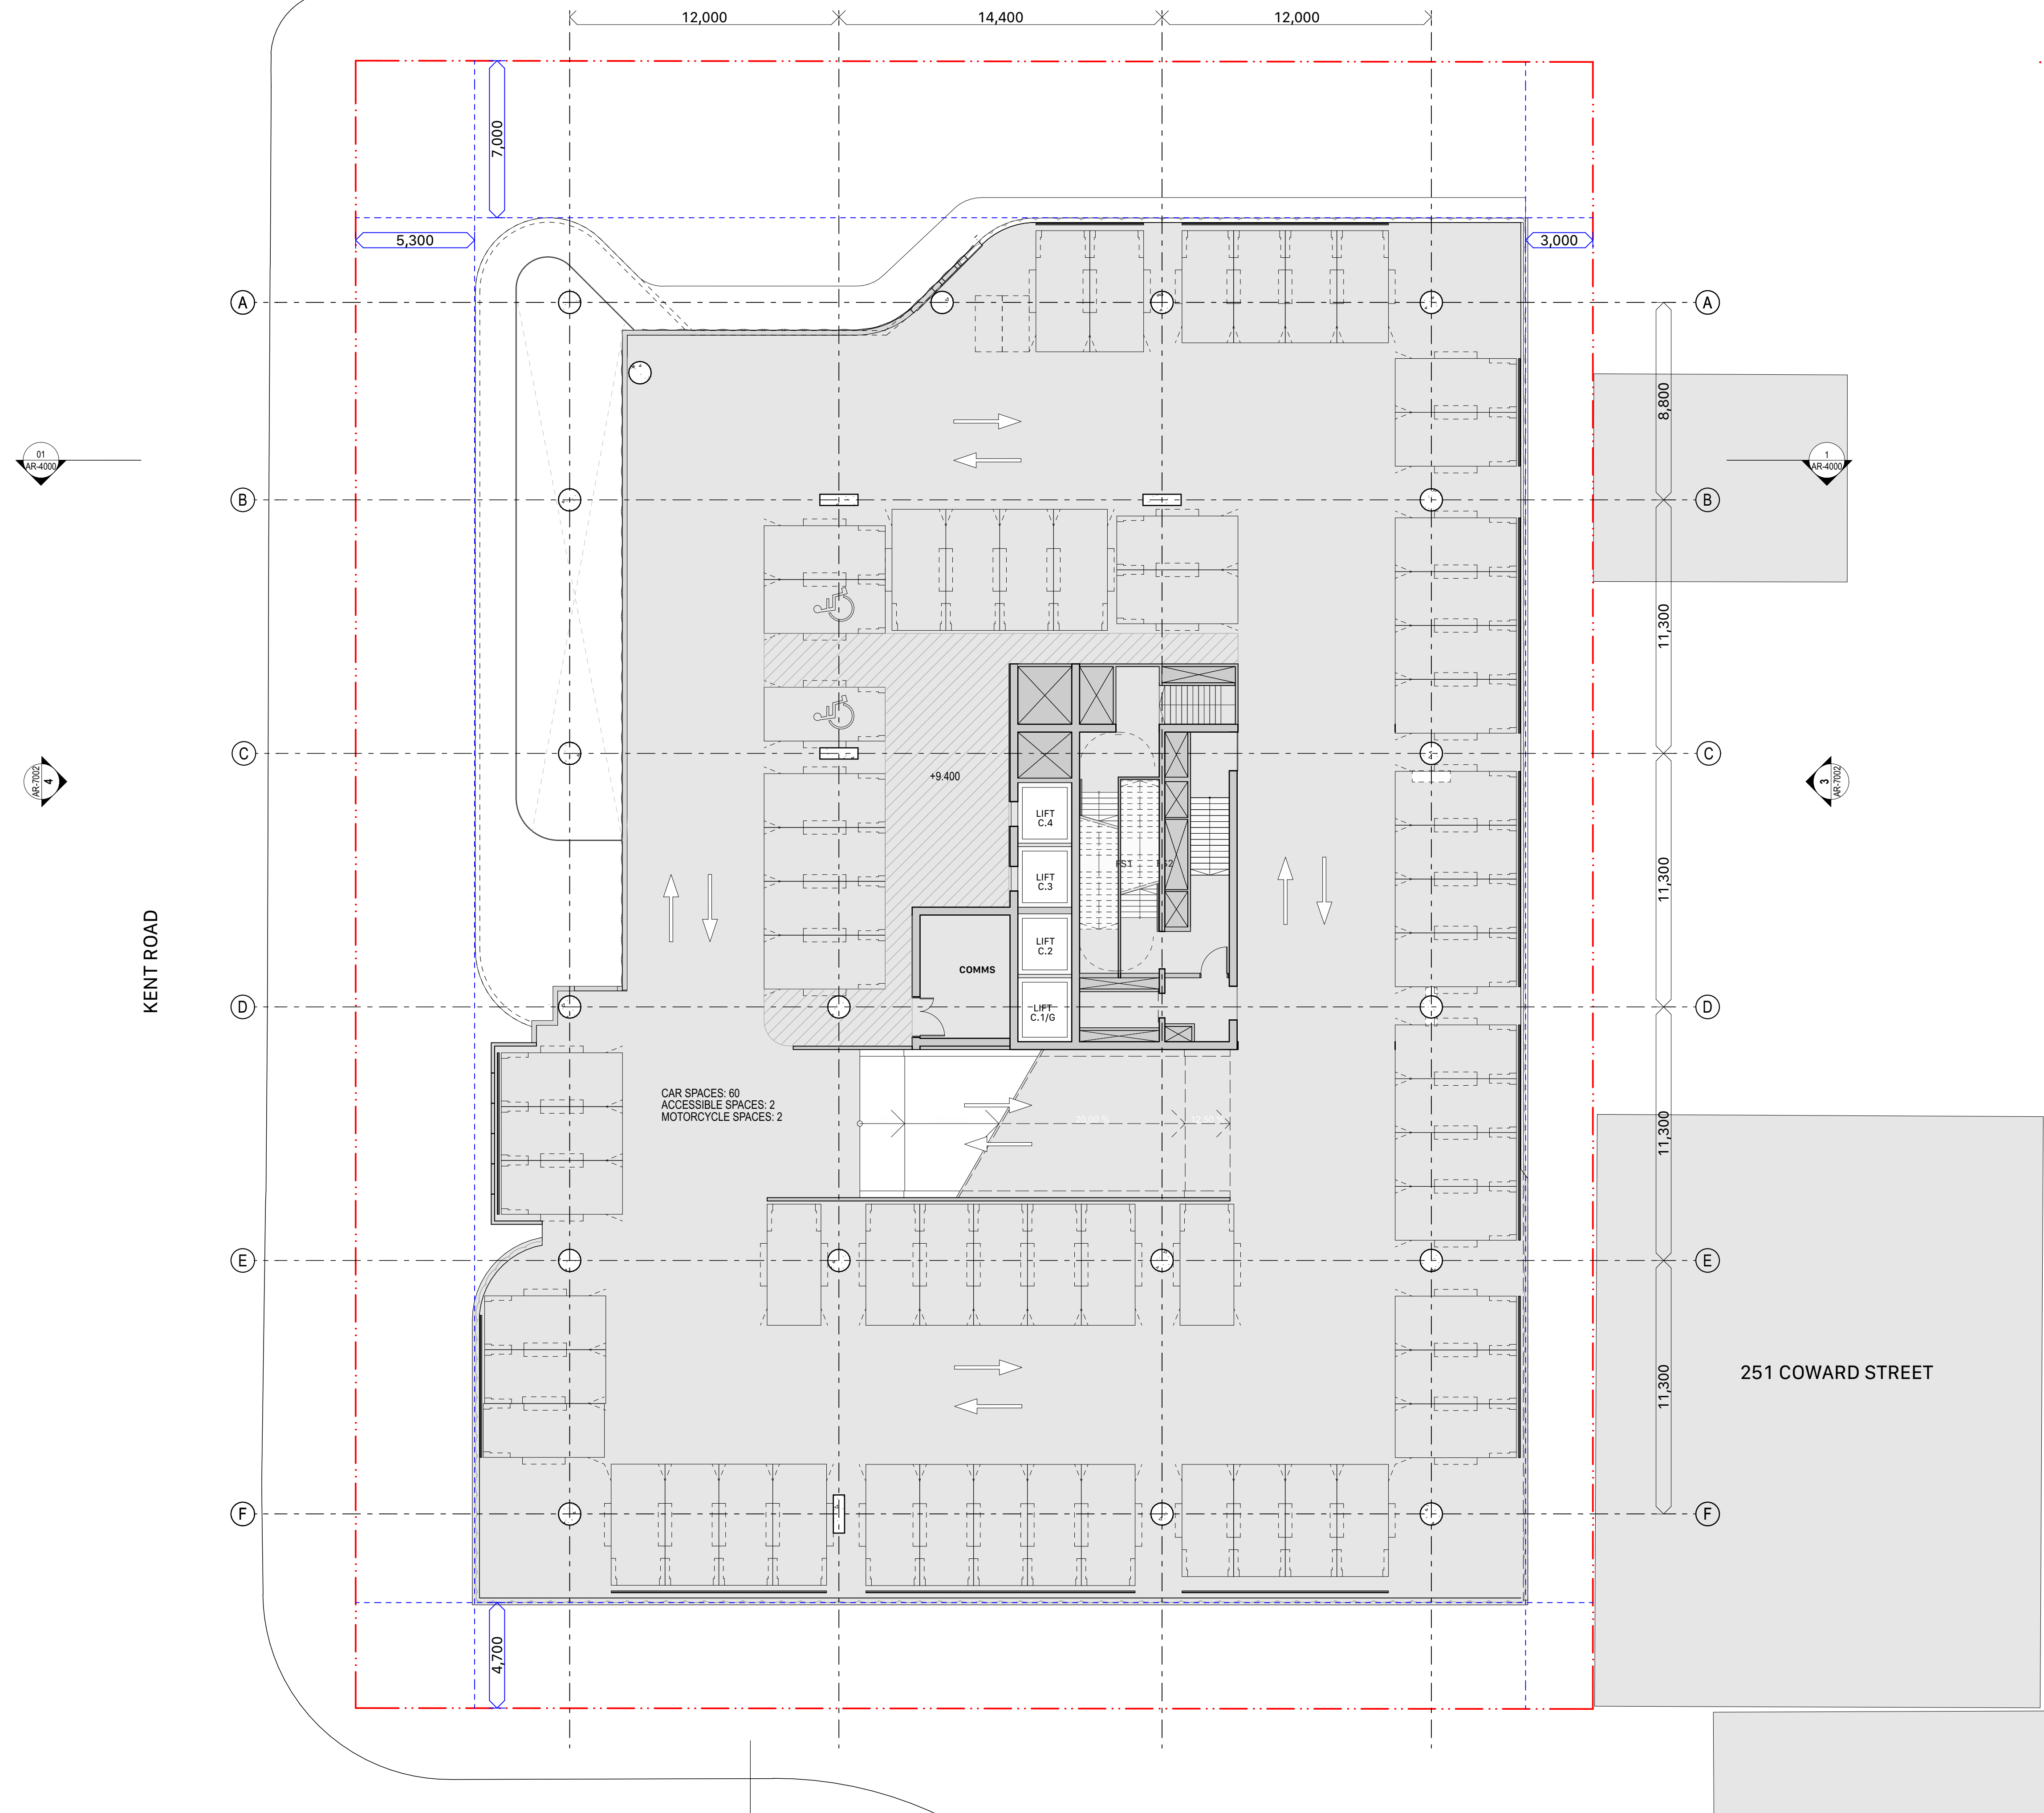 12,000
14,400
12,000
7,000
5,300
3,000
A
A
8,800
01
AR-4000
1
AR-4000
B
B
11,300
C
C
+9.400
4
AR-7002
3
AR-7002
LIFT
C.4
FS1
LIFT
C.3
11,300
LIFT
C.2
KENT ROAD
COMMS
LIFT
C.1/G
D
D
CAR SPACES: 60
ACCESSIBLE SPACES: 2
MOTORCYCLE SPACES: 2
11,300
E
E
251 COWARD STREET
11,300
F
F
4,700